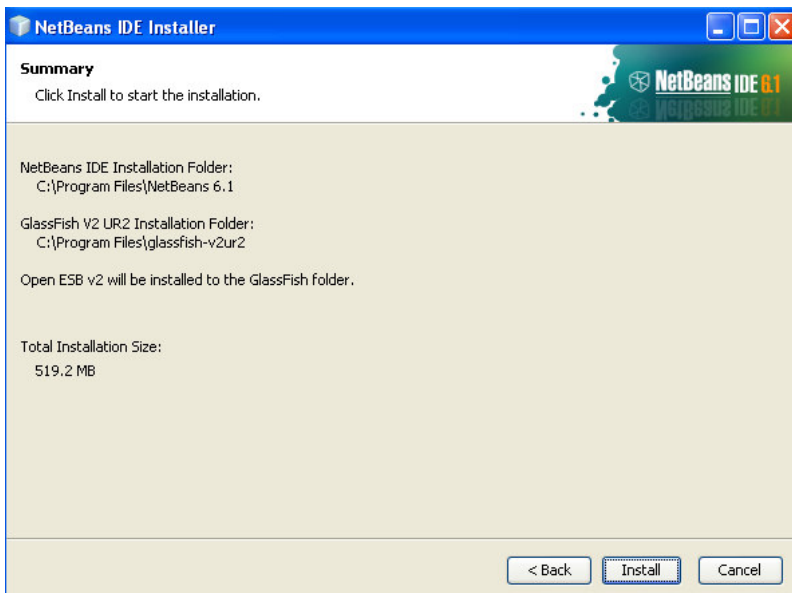 NetBeans IDE Installer
Summary
Click Install to start the installation.
NetBeans IDE 6.1
NetBeans IDE Installation Folder:
C:\Program Files\NetBeans 6.1
GlassFish V2 UR2 Installation Folder:
C:\Program Files\glassfish-v2ur2
Open ESB v2 will be installed to the GlassFish folder.
Total Installation Size:
519.2 MB
< Back Install Cancel